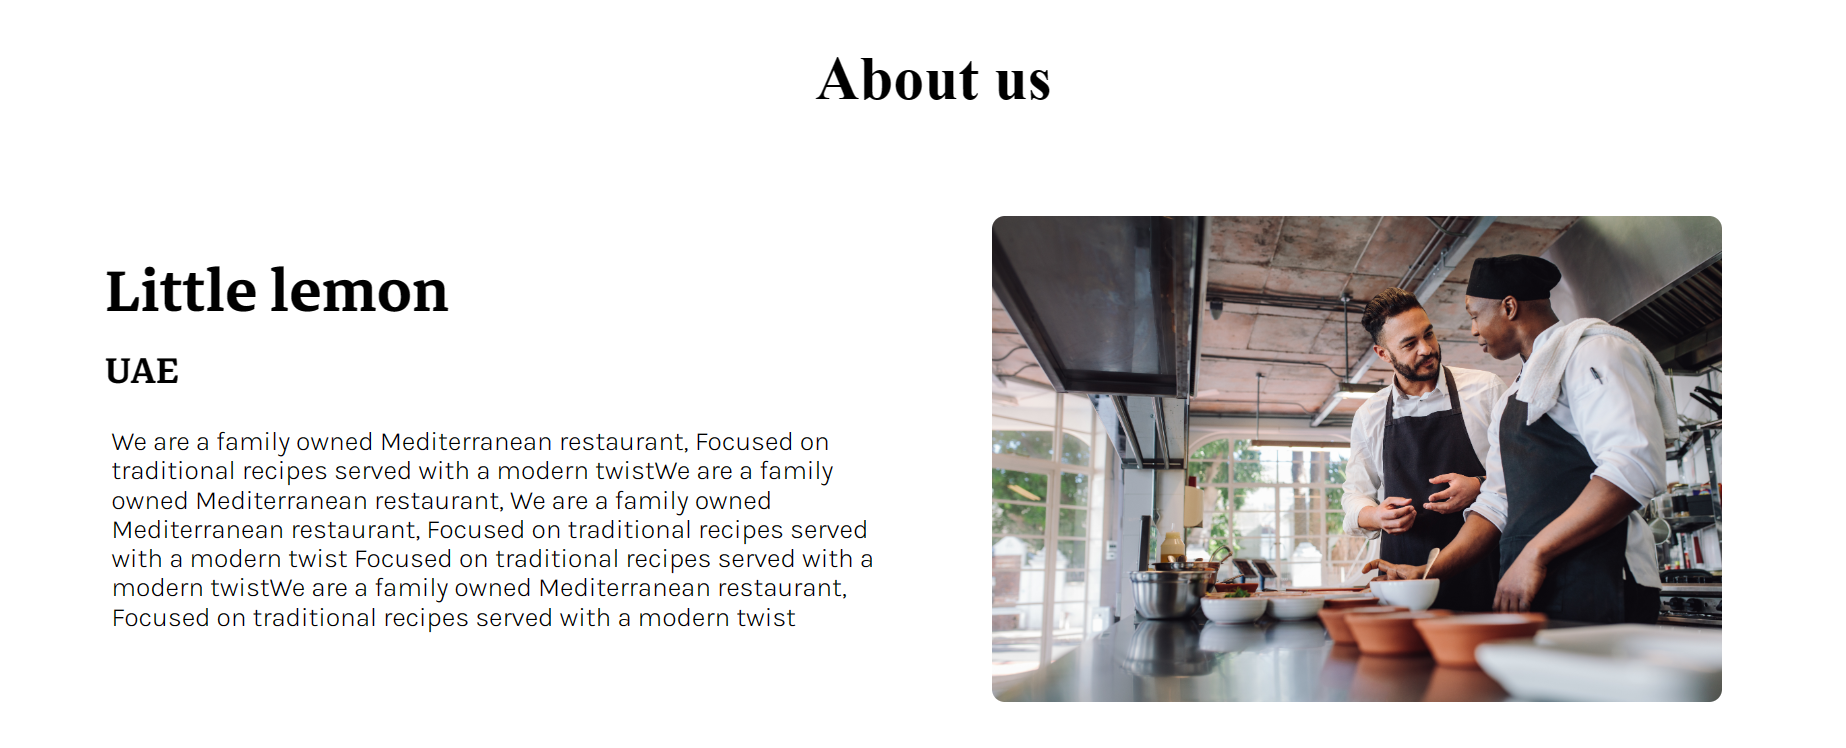 About us
Little lemon
UAE
We are a family owned Mediterranean restaurant, Focused on
traditional recipes served with a modern twistWe are a family
owned Mediterranean restaurant, We are a family owned
Mediterranean restaurant, Focused on traditional recipes served
with a modern twist Focused on traditional recipes served with a
modern twistWe are a family owned Mediterranean restaurant,
Focused on traditional recipes served with a modern twist